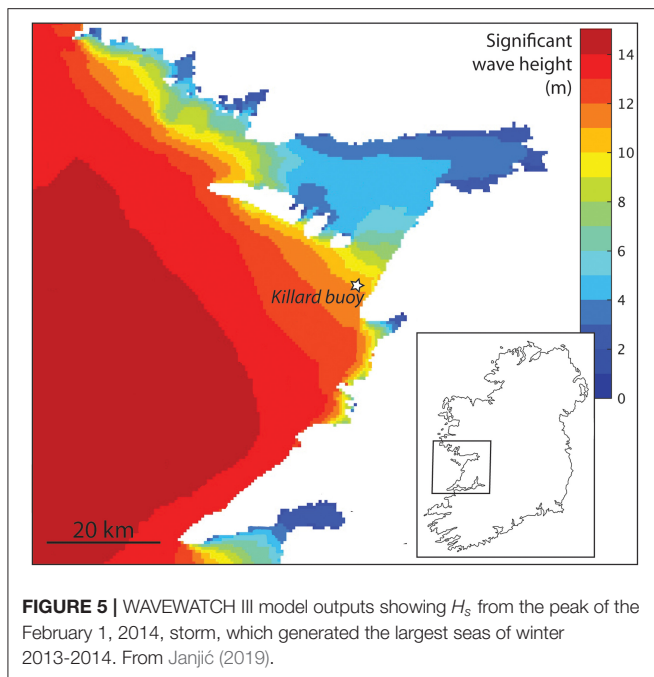 Significant
wave height
(m)
14
12
10
8
6
4
2
0
Killard buoy
20 km
FIGURE 5 | WAVEWATCH III model outputs showing Hs from the peak of the
February 1, 2014, storm, which generated the largest seas of winter
2013-2014. From Janjić (2019).